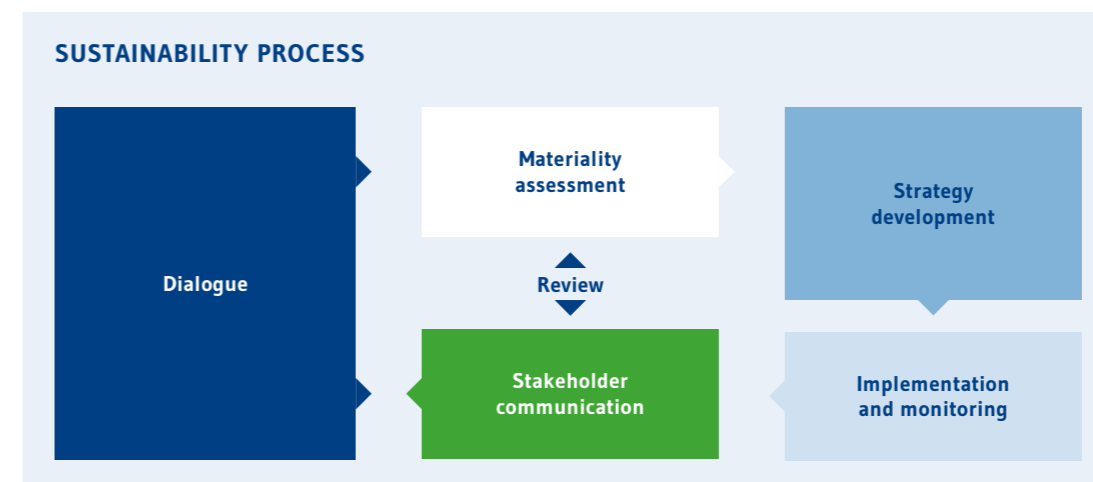 SUSTAINABILITY PROCESS
Dialogue
Materiality
assessment
Review
Stakeholder
communication
Strategy
development
Implementation
and monitoring